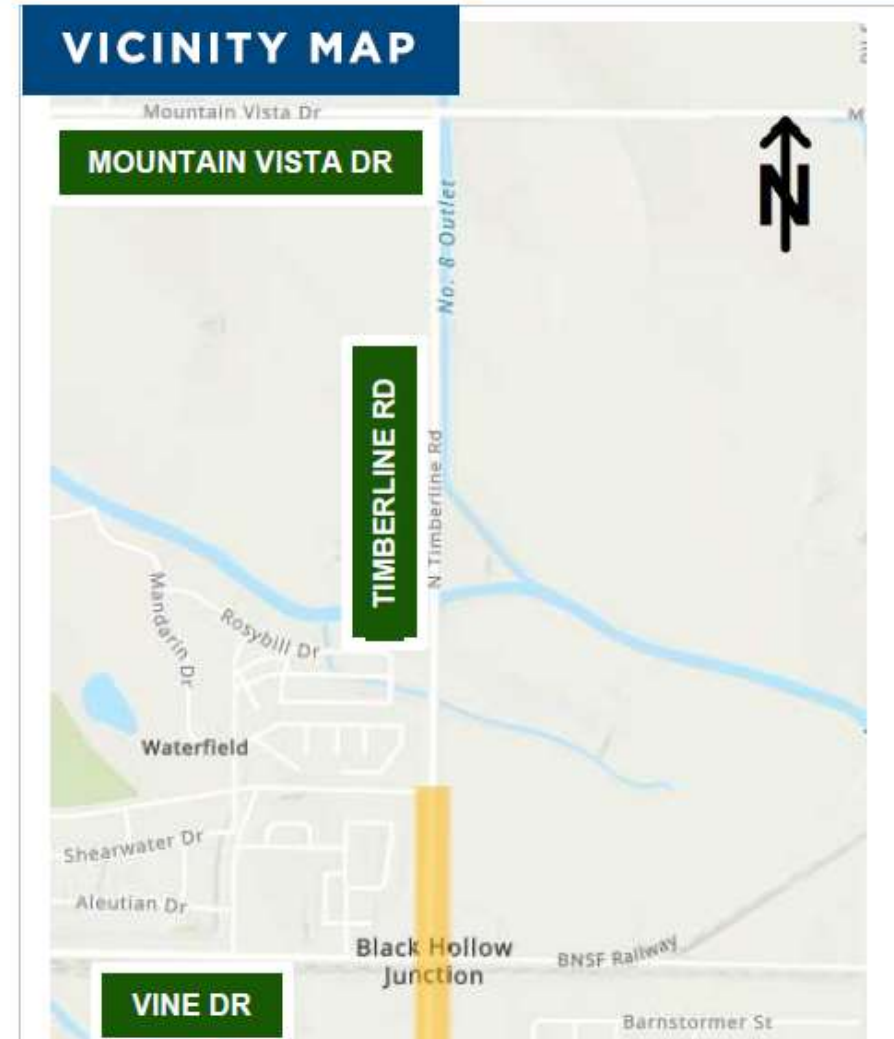 VICINITY MAP
Mountain Vista Dr
M
MOUNTAIN VISTA DR
N
No. 8 Outlet
TIMBERLINE RD
N Timberline Rd
Mandarin Dr
Rosybill Dr
Waterfield
Shearwater Dr
Aleutian Dr
Black Hollow
Junction
BNSF Railway
VINE DR
Barnstormer St